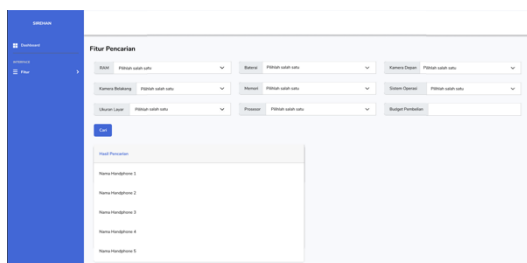 SIREHAN
Dashboard
Fitur Pencarian
INTERFACE
Fitur
RAM Pilihlah salah satu
Baterai Pilihlah salah satu
Kamera Depan Pilihlah salah satu
Kamera Belakang Pilihlah salah satu
Memori Pilihlah salah satu
Sistem Operasi Pilihlah salah satu
Ukuran Layar Pilihlah salah satu
Prosesor Pilihlah salah satu
Budget Pembelian
Cari
Hasil Pencarian
Nama Handphone 1
Nama Handphone 2
Nama Handphone 3
Nama Handphone 4
Nama Handphone 5